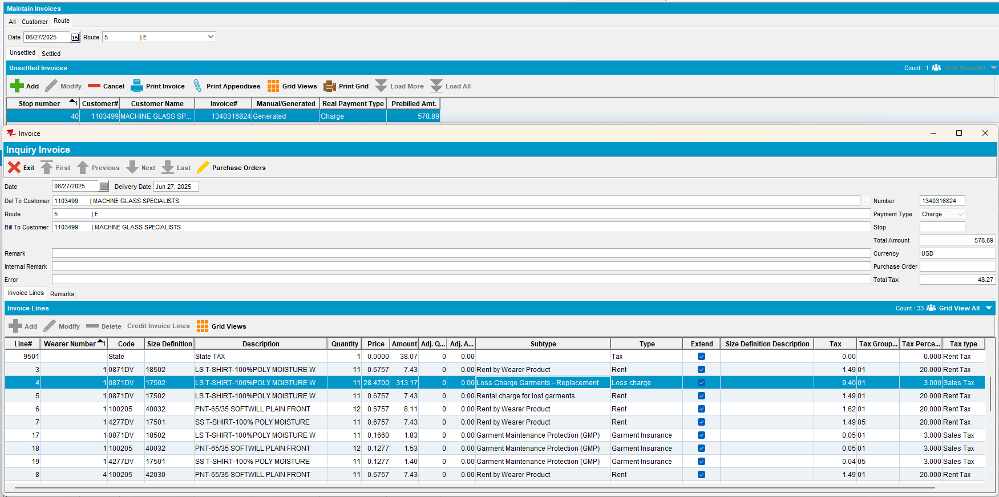 Maintain Invoices
All Customer Route
Date 06/27/2025 16 Route 5 | E
Unsettled Settled
Unsettled Invoices Count : 1 Grid View All
Add Modify Cancel Print Invoice Print Appendixes Grid Views Print Grid Load More Load All
Stop number 1 Customer# Customer Name Invoice# Manual/Generated Real Payment Type Prebilled Amt.
40 1103499 MACHINE GLASS SP... 1340316824 Generated Charge 578.89
Invoice
Inquiry Invoice
Exit First Previous Next Last Purchase Orders
Date 06/27/2025 16 Delivery Date Jun 27, 2025
Del To Customer 1103499 | MACHINE GLASS SPECIALISTS ... Number 1340316824
Route 5 | E Payment Type Charge
Bill To Customer 1103499 | MACHINE GLASS SPECIALISTS Stop
Total Amount 578.89
Remark Currency USD
Internal Remark Purchase Order
Error Total Tax 48.27
Invoice Lines Remarks
Invoice Lines Count : 33 Grid View All
Add Modify Delete Credit Invoice Lines Grid Views
Line# Wearer Number 1 Code Size Definition Description Quantity Price Amount Adj. Q... Adj. A... Subtype Type Extend Size Definition Description Tax Tax Group... Tax Perce... Tax type
9501 State State TAX 1 0.0000 38.07 0 0.00 Tax 0.00 0.000 Rent Tax
3 1 0871DV 18502 LS T-SHIRT-100%POLY MOISTURE W 11 0.6757 7.43 0 0.00 Rent by Wearer Product Rent 1.49 01 20.000 Rent Tax
4 1 0871DV 17502 LS T-SHIRT-100%POLY MOISTURE W 11 28.4700 313.17 0 0.00 Loss Charge Garments - Replacement Loss charge 9.40 01 3.000 Sales Tax
5 1 0871DV 17502 LS T-SHIRT-100%POLY MOISTURE W 11 0.6757 7.43 0 0.00 Rental charge for lost garments Rent 1.49 01 20.000 Rent Tax
6 1 100205 40032 PNT-65/35 SOFTWILL PLAIN FRONT 12 0.6757 8.11 0 0.00 Rent by Wearer Product Rent 1.62 01 20.000 Rent Tax
7 1 4277DV 17501 SS T-SHIRT-100% POLY MOISTURE 11 0.6757 7.43 0 0.00 Rent by Wearer Product Rent 1.49 05 20.000 Rent Tax
17 1 0871DV 18502 LS T-SHIRT-100%POLY MOISTURE W 11 0.1660 1.83 0 0.00 Garment Maintenance Protection (GMP) Garment Insurance 0.05 01 3.000 Sales Tax
18 1 100205 40032 PNT-65/35 SOFTWILL PLAIN FRONT 12 0.1277 1.53 0 0.00 Garment Maintenance Protection (GMP) Garment Insurance 0.05 01 3.000 Sales Tax
19 1 4277DV 17501 SS T-SHIRT-100% POLY MOISTURE 11 0.1277 1.40 0 0.00 Garment Maintenance Protection (GMP) Garment Insurance 0.04 05 3.000 Sales Tax
8 4 100205 42030 PNT-65/35 SOFTWILL PLAIN FRONT 11 0.6757 7.43 0 0.00 Rent by Wearer Product Rent 1.49 01 20.000 Rent Tax